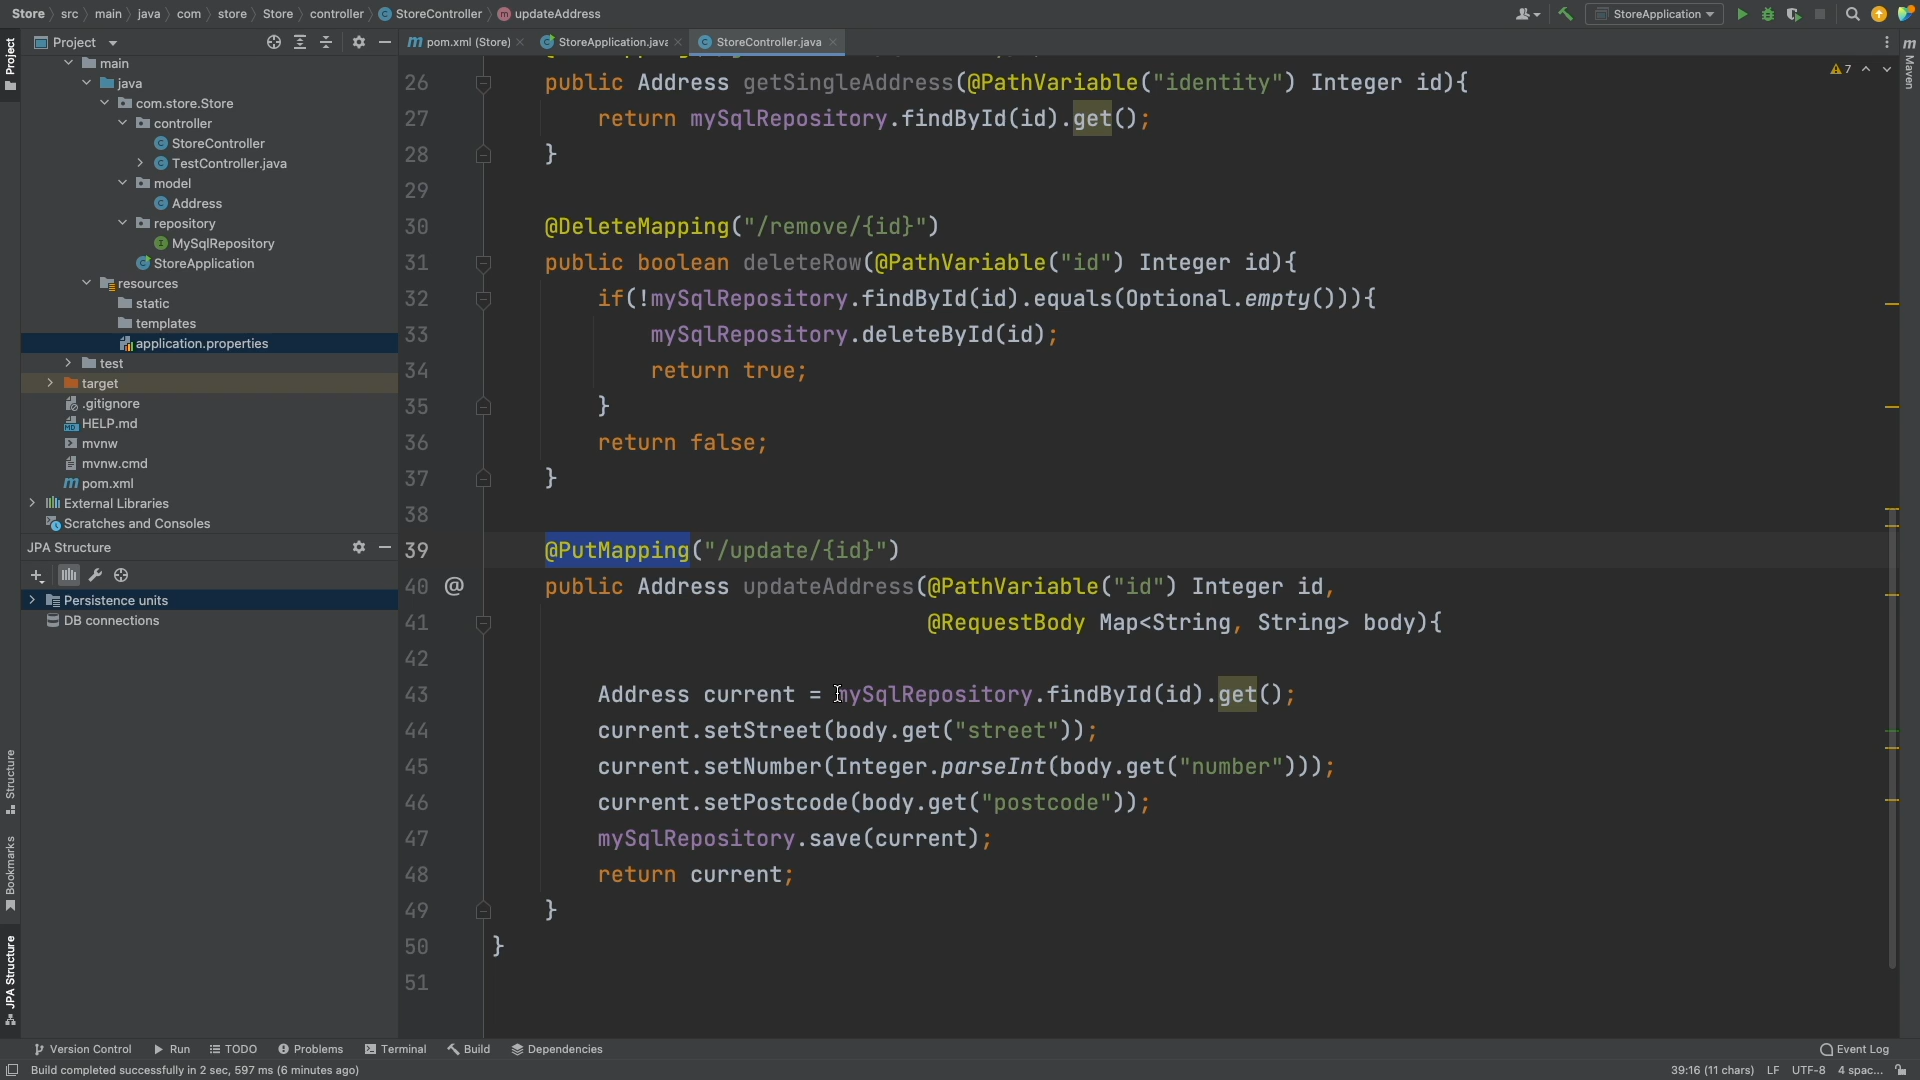 Store src main java com store Store controller StoreController updateAddress StoreApplication
Project
pom.xml (Store) StoreApplication.java StoreController.java
Project
main
java
com.store.Store
controller
StoreController
TestController.java
model
Address
repository
MySqlRepository
StoreApplication
resources
static
templates
application.properties
test
target
.gitignore
HELP.md
mvnw
mvnw.cmd
pom.xml
External Libraries
Scratches and Consoles
JPA Structure
Persistence units
DB connections
Structure
Bookmarks
JPA Structure
26 public Address getSingleAddress(@PathVariable("identity") Integer id){
27 return mySqlRepository.findById(id).get();
28 }
29
30 @DeleteMapping("/remove/{id}")
31 public boolean deleteRow(@PathVariable("id") Integer id){
32 if(!mySqlRepository.findById(id).equals(Optional.empty())){
33 mySqlRepository.deleteById(id);
34 return true;
35 }
36 return false;
37 }
38
39 @PutMapping("/update/{id}")
40 @ public Address updateAddress(@PathVariable("id") Integer id,
41 @RequestBody Map<String, String> body){
42
43 Address current = mySqlRepository.findById(id).get();
44 current.setStreet(body.get("street"));
45 current.setNumber(Integer.parseInt(body.get("number")));
46 current.setPostcode(body.get("postcode"));
47 mySqlRepository.save(current);
48 return current;
49 }
50 }
51
7
Maven
Version Control Run TODO Problems Terminal Build Dependencies Event Log
Build completed successfully in 2 sec, 597 ms (6 minutes ago) 39:16 (11 chars) LF UTF-8 4 spac...